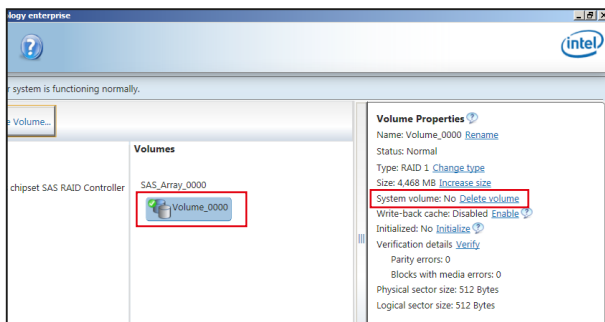 ology enterprise
?
intel
r system is functioning normally.
e Volume...
Volumes
chipset SAS RAID Controller
SAS_Array_0000
Volume_0000
Volume Properties ?
Name: Volume_0000 Rename
Status: Normal
Type: RAID 1 Change type
Size: 4,468 MB Increase size
System volume: No Delete volume
Write-back cache: Disabled Enable ?
Initialized: No Initialize ?
Verification details Verify
Parity errors: 0
Blocks with media errors: 0
Physical sector size: 512 Bytes
Logical sector size: 512 Bytes